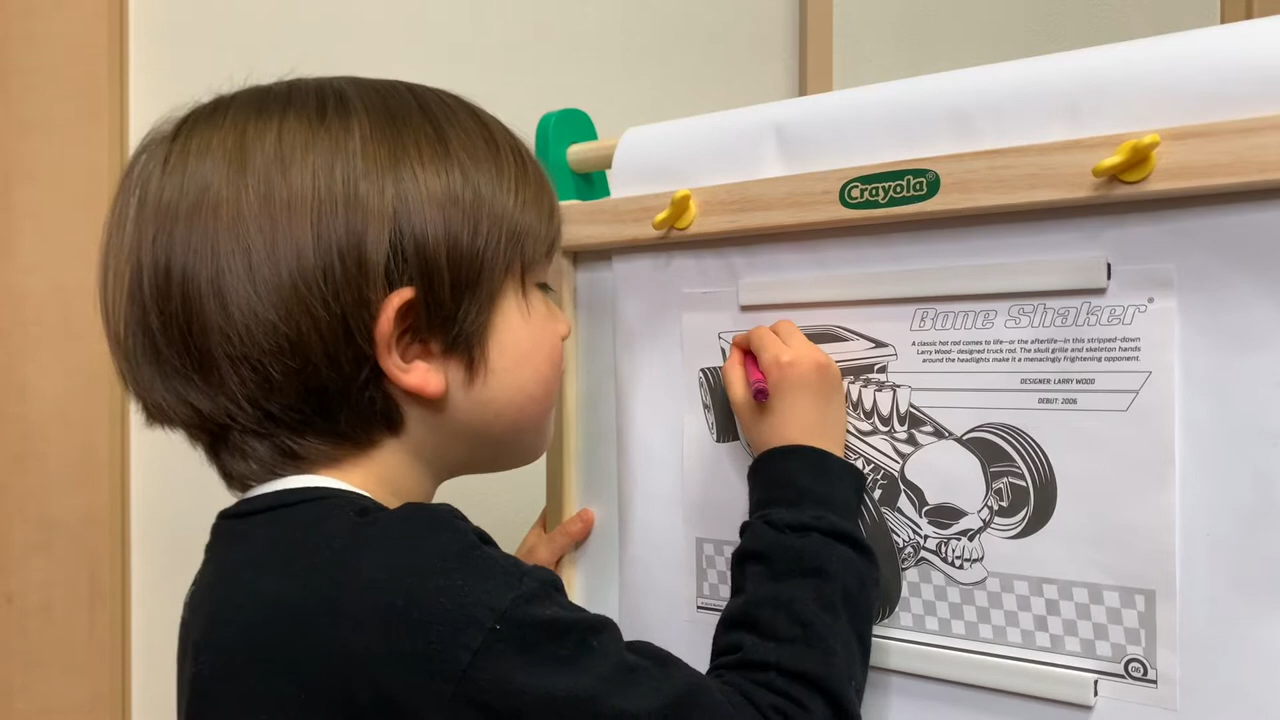 Crayola®
Bone Shaker®
A classic hot rod comes to life—or the afterlife—in this stripped-down
Larry Wood- designed truck rod. The skull grille and skeleton hands
around the headlights make it a menacingly frightening opponent.
DESIGNER: LARRY WOOD
DEBUT: 2006
06